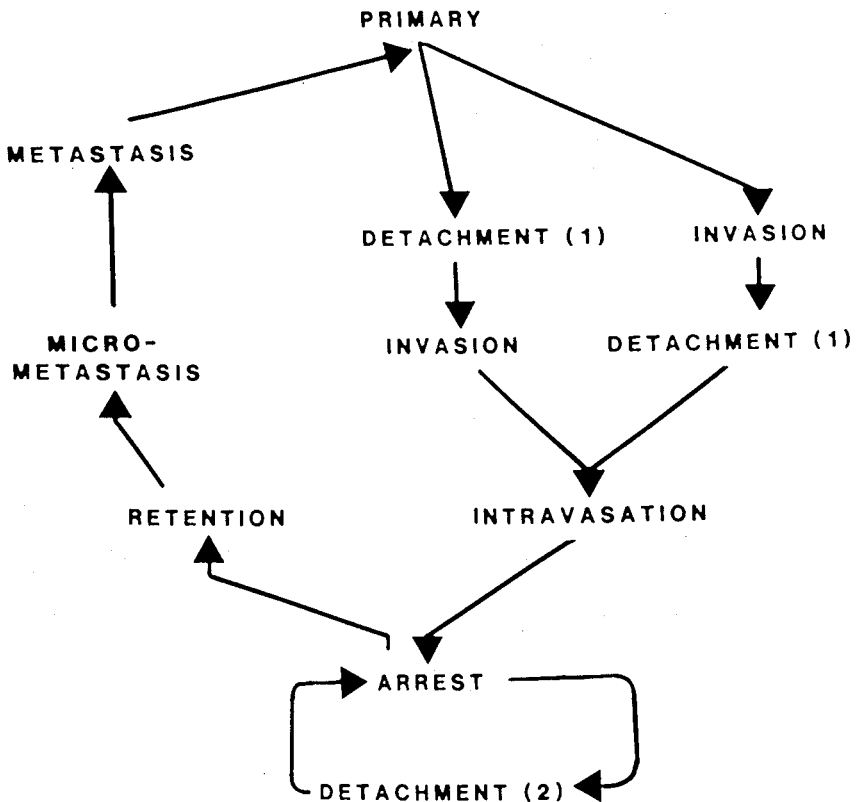 PRIMARY
METASTASIS
DETACHMENT (1)
INVASION
MICRO-
METASTASIS
INVASION
DETACHMENT (1)
RETENTION
INTRAVASATION
ARREST
DETACHMENT (2)